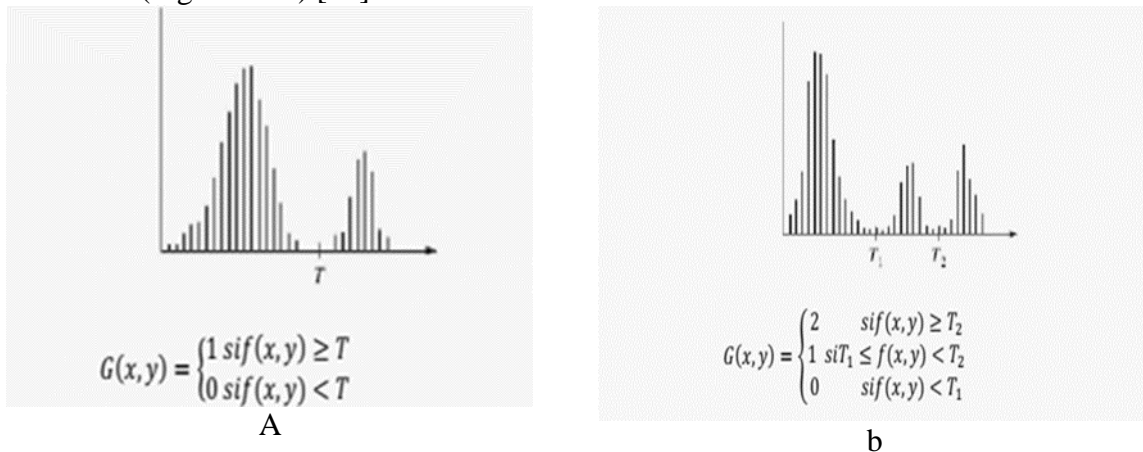 T
G(x,y) = {1 sif(x,y) ≥ T
{0 sif(x,y) < T
A
T₁ T₂
G(x,y) = {2 sif(x,y) ≥ T₂
{1 siT₁ ≤ f(x,y) < T₂
{0 sif(x,y) < T₁
b